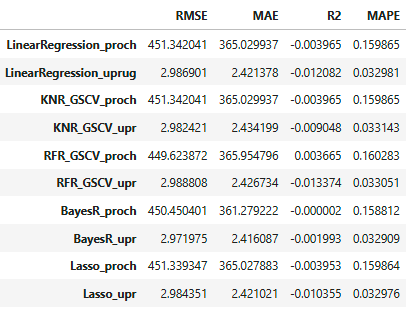 RMSE MAE R2 MAPE
LinearRegression_proch 451.342041 365.029937 -0.003965 0.159865
LinearRegression_uprug 2.986901 2.421378 -0.012082 0.032981
KNR_GSCV_proch 451.342041 365.029937 -0.003965 0.159865
KNR_GSCV_upr 2.982421 2.434199 -0.009048 0.033143
RFR_GSCV_proch 449.623872 365.954796 0.003665 0.160283
RFR_GSCV_upr 2.988808 2.426734 -0.013374 0.033051
BayesR_proch 450.450401 361.279222 -0.000002 0.158812
BayesR_upr 2.971975 2.416087 -0.001993 0.032909
Lasso_proch 451.339347 365.027883 -0.003953 0.159864
Lasso_upr 2.984351 2.421021 -0.010355 0.032976